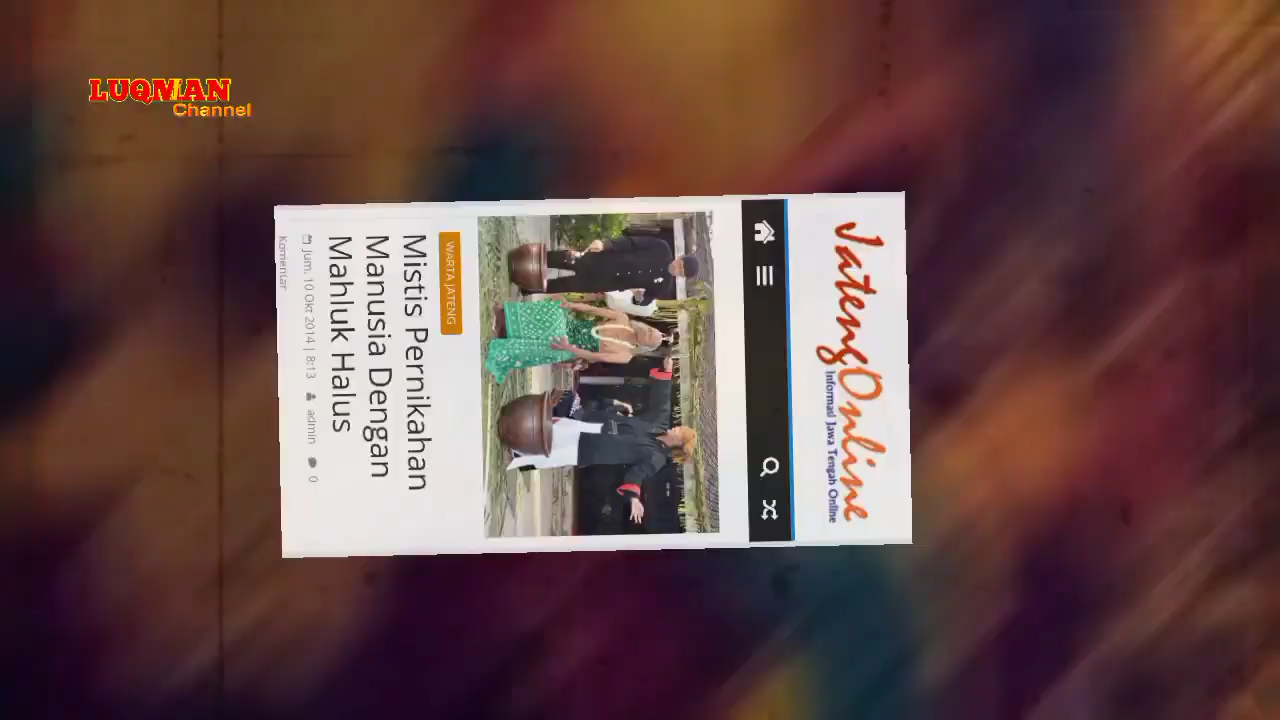 LUQMAN
Channel
JatengOnline
Informasi Jawa Tengah Online
WARTA JATENG
Mistis Pernikahan
Manusia Dengan
Mahluk Halus
Jum, 10 Okt 2014 | 8:13 admin 0
Komentar